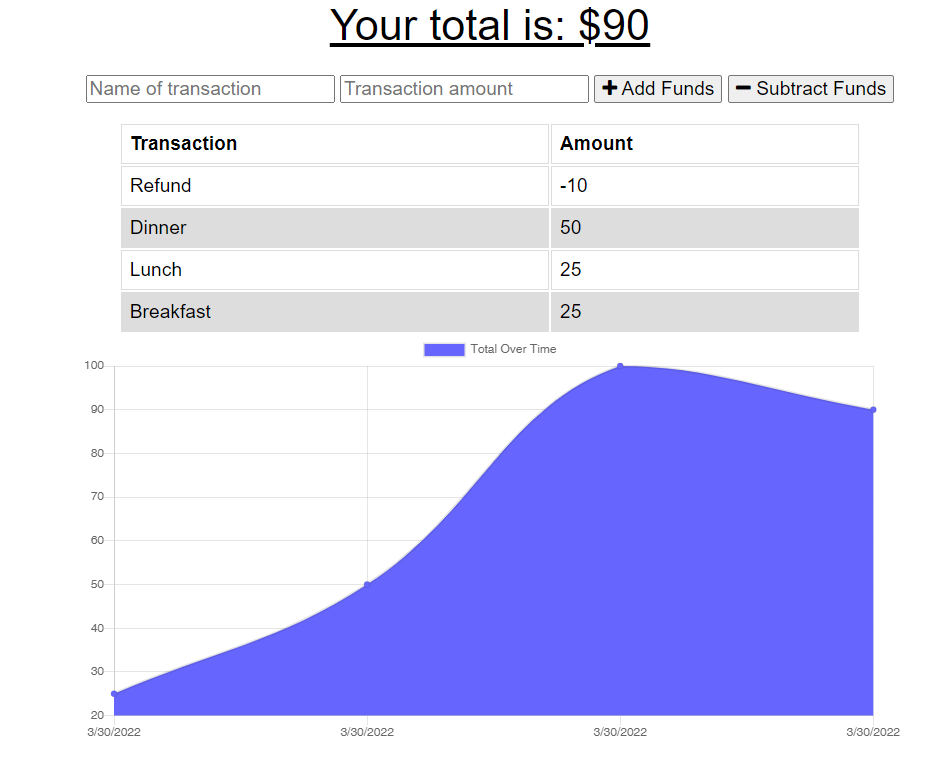 Your total is: $90
Name of transaction Transaction amount Add Funds Subtract Funds
Transaction Amount
Refund -10
Dinner 50
Lunch 25
Breakfast 25
Total Over Time
100
90
80
70
60
50
40
30
20
3/30/2022 3/30/2022 3/30/2022 3/30/2022